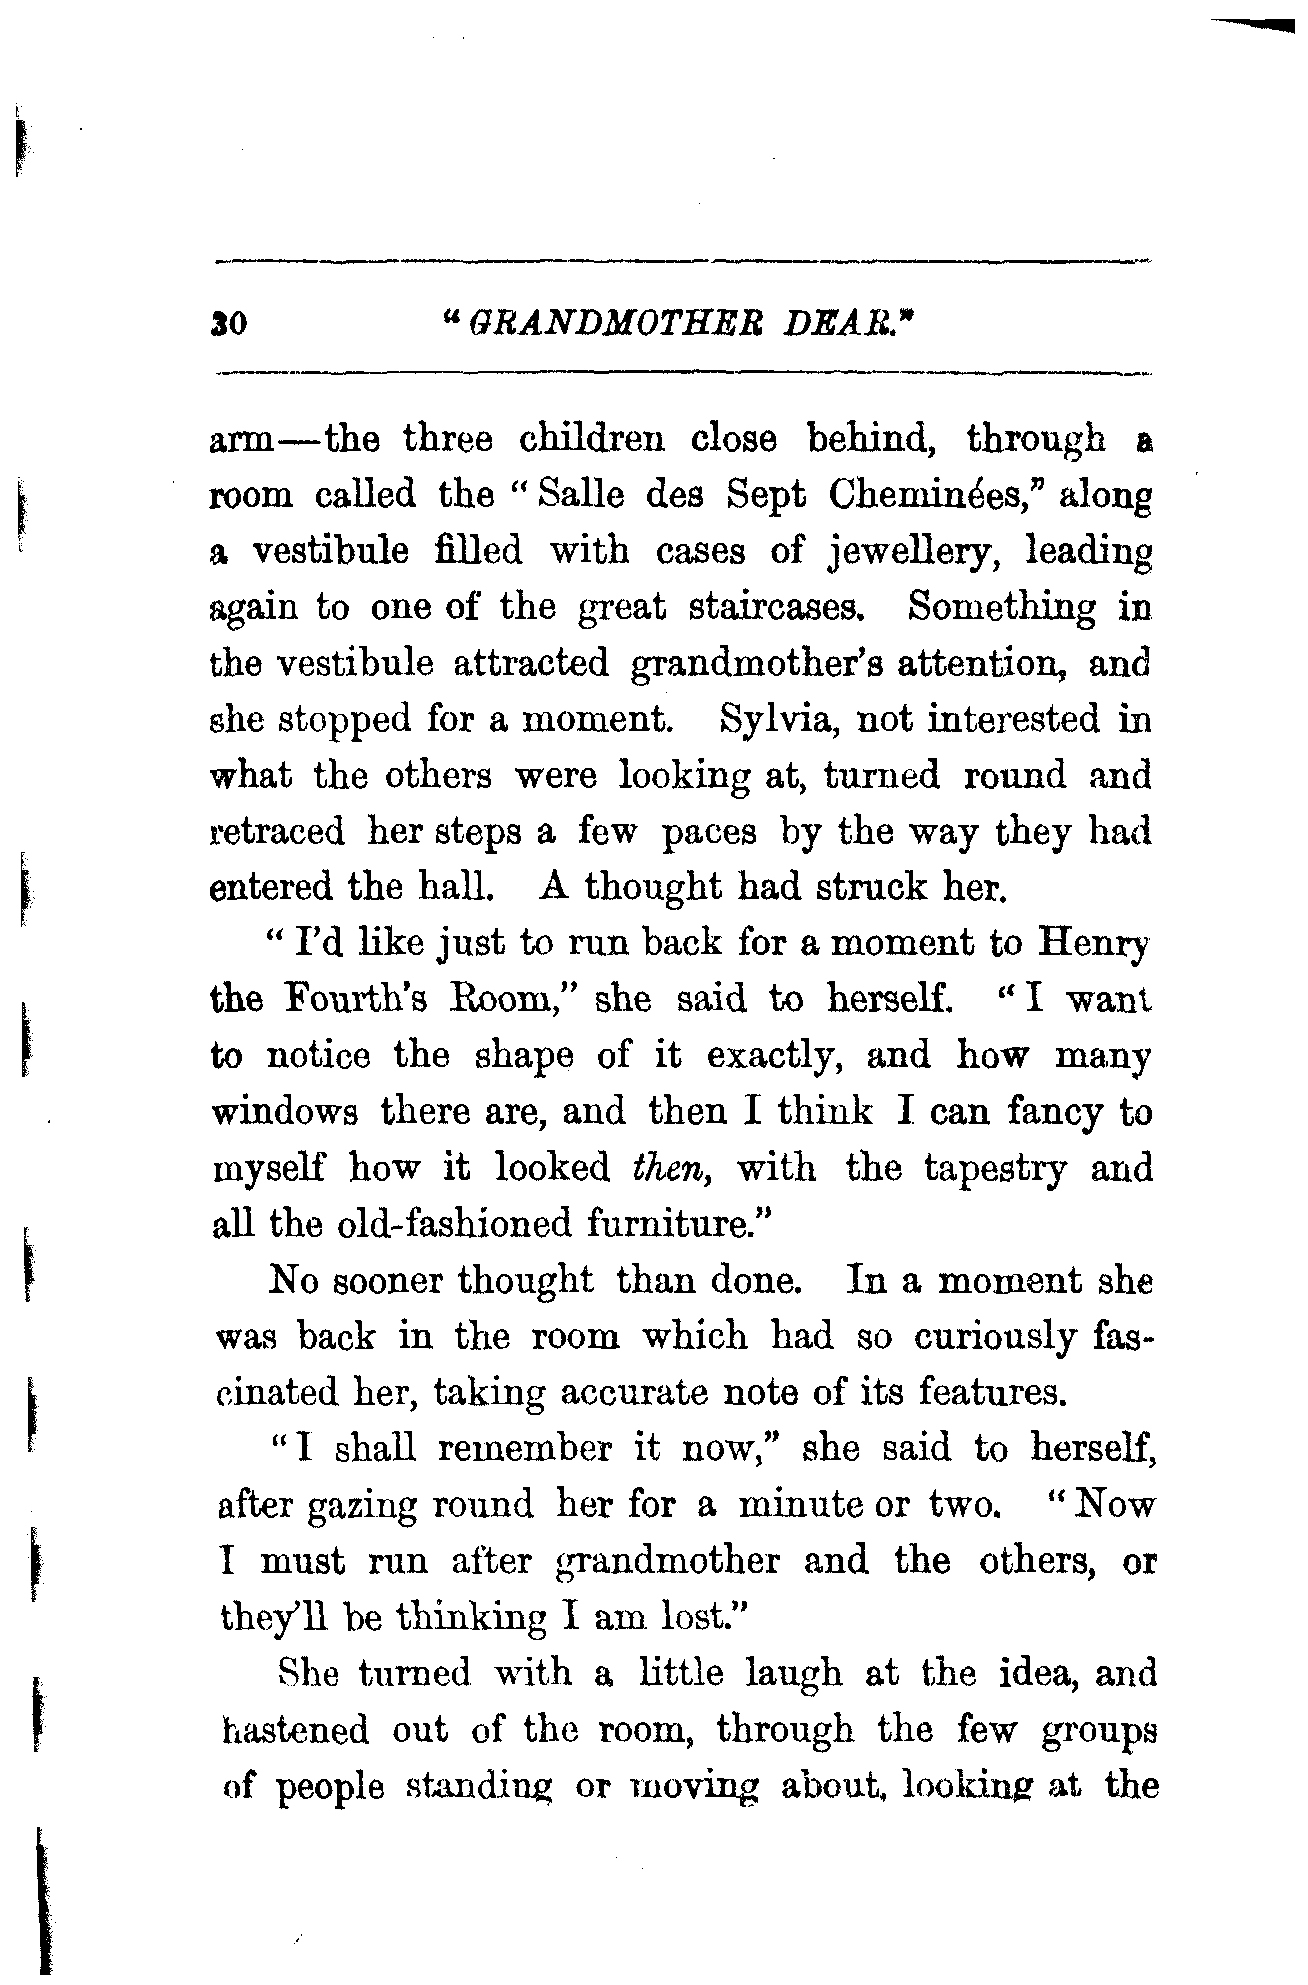 30 "GRANDMOTHER DEAR."
arm—the three children close behind, through a
room called the "Salle des Sept Cheminées," along
a vestibule filled with cases of jewellery, leading
again to one of the great staircases. Something in
the vestibule attracted grandmother's attention, and
she stopped for a moment. Sylvia, not interested in
what the others were looking at, turned round and
retraced her steps a few paces by the way they had
entered the hall. A thought had struck her.
"I'd like just to run back for a moment to Henry
the Fourth's Room," she said to herself. "I want
to notice the shape of it exactly, and how many
windows there are, and then I think I can fancy to
myself how it looked then, with the tapestry and
all the old-fashioned furniture."
No sooner thought than done. In a moment she
was back in the room which had so curiously fas-
cinated her, taking accurate note of its features.
"I shall remember it now," she said to herself,
after gazing round her for a minute or two. "Now
I must run after grandmother and the others, or
they'll be thinking I am lost."
She turned with a little laugh at the idea, and
hastened out of the room, through the few groups
of people standing or moving about, looking at the